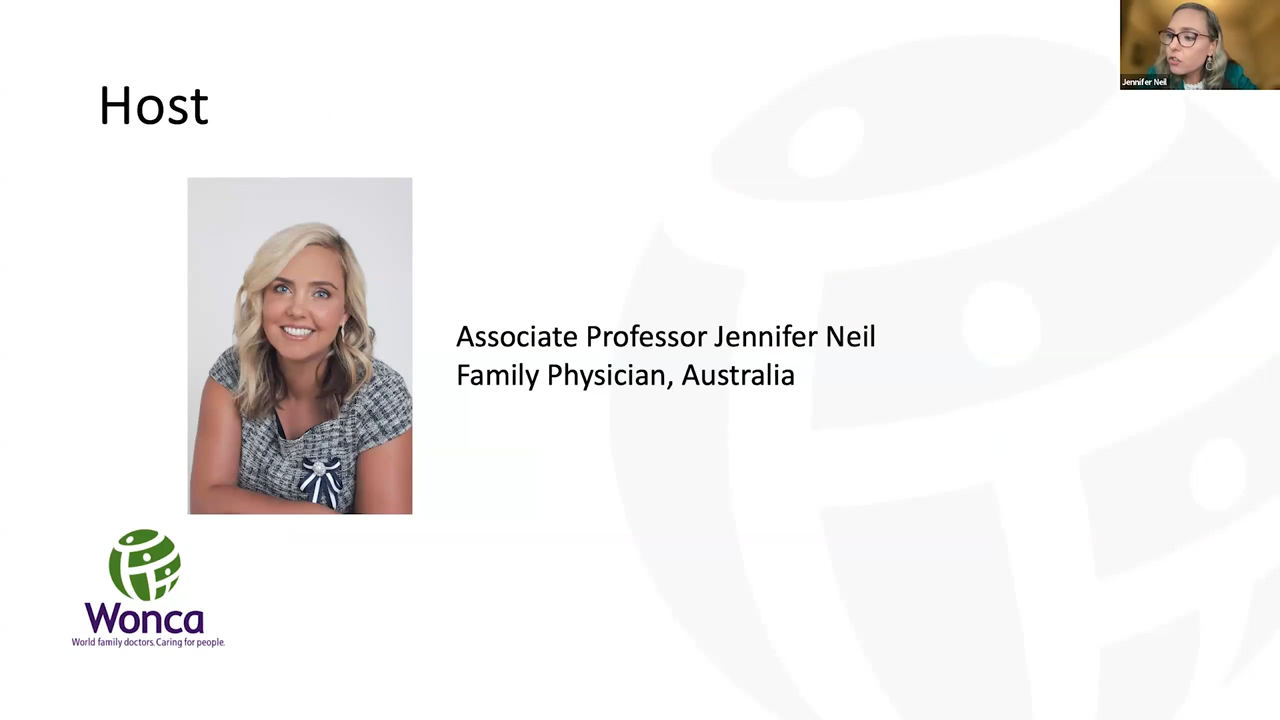 Host
Jennifer Neil
Associate Professor Jennifer Neil
Family Physician, Australia
Wonca
World family doctors. Caring for people.